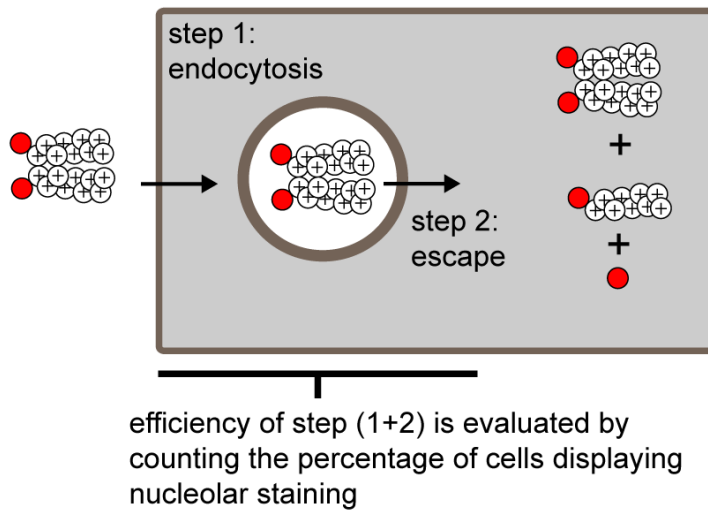 step 1:
endocytosis
step 2:
escape
+
+
efficiency of step (1+2) is evaluated by
counting the percentage of cells displaying
nucleolar staining